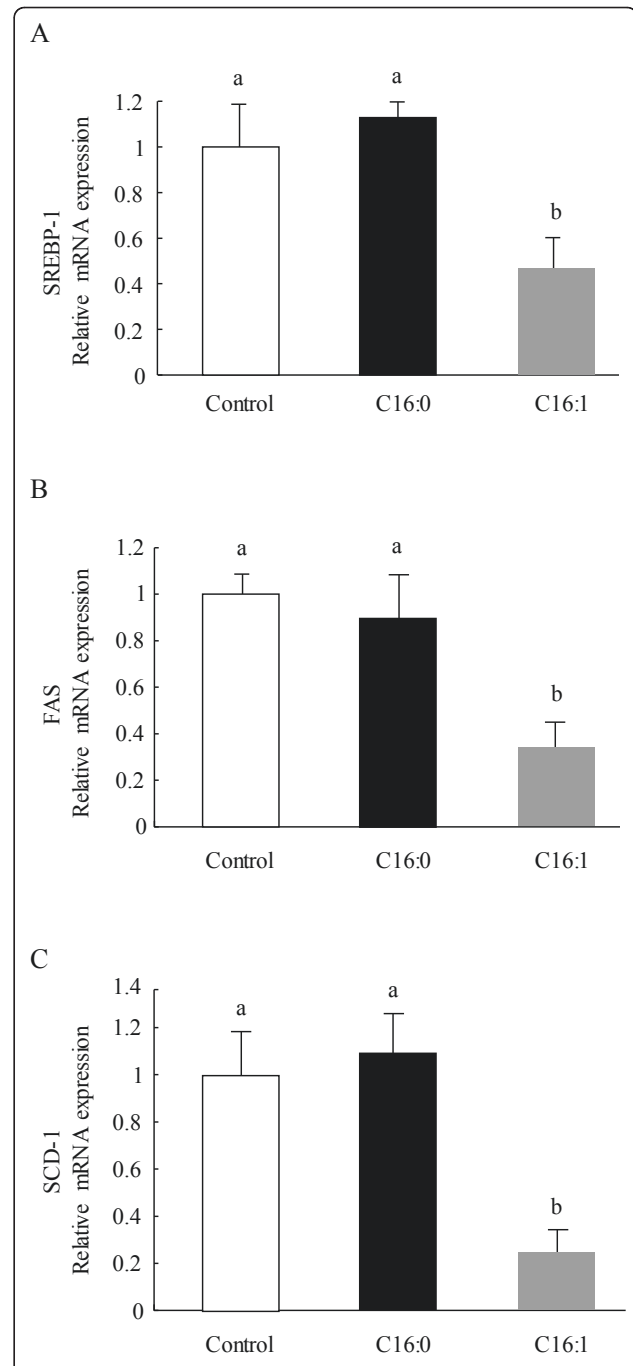 A
a a
b
SREBP-1
Relative mRNA expression
1.2
1
0.8
0.6
0.4
0.2
0
Control C16:0 C16:1
B
a a
b
FAS
Relative mRNA expression
1.2
1
0.8
0.6
0.4
0.2
0
Control C16:0 C16:1
C
a a
b
SCD-1
Relative mRNA expression
1.4
1.2
1
0.8
0.6
0.4
0.2
0
Control C16:0 C16:1